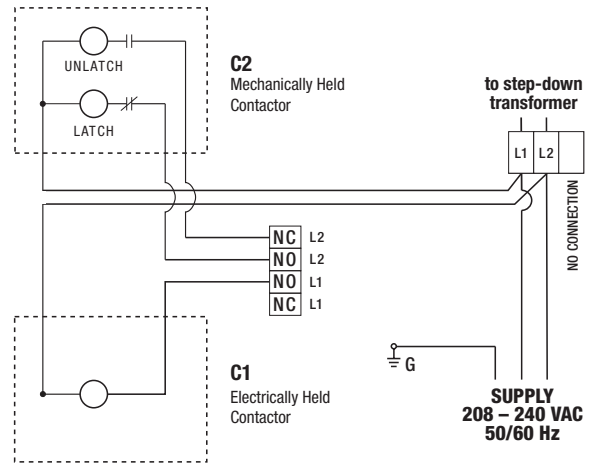 UNLATCH
LATCH
C2
Mechanically Held
Contactor
to step-down
transformer
L1 L2
NO CONNECTION
NC L2
NO L2
NO L1
NC L1
G
C1
Electrically Held
Contactor
SUPPLY
208 – 240 VAC
50/60 Hz